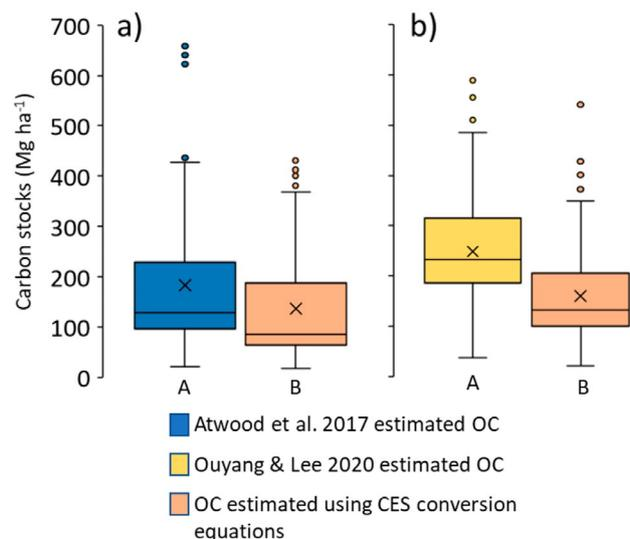 a)
b)
Carbon stocks (Mg ha⁻¹)
700
600
500
400
300
200
100
0
A
B
A
B
Atwood et al. 2017 estimated OC
Ouyang & Lee 2020 estimated OC
OC estimated using CES conversion
equations